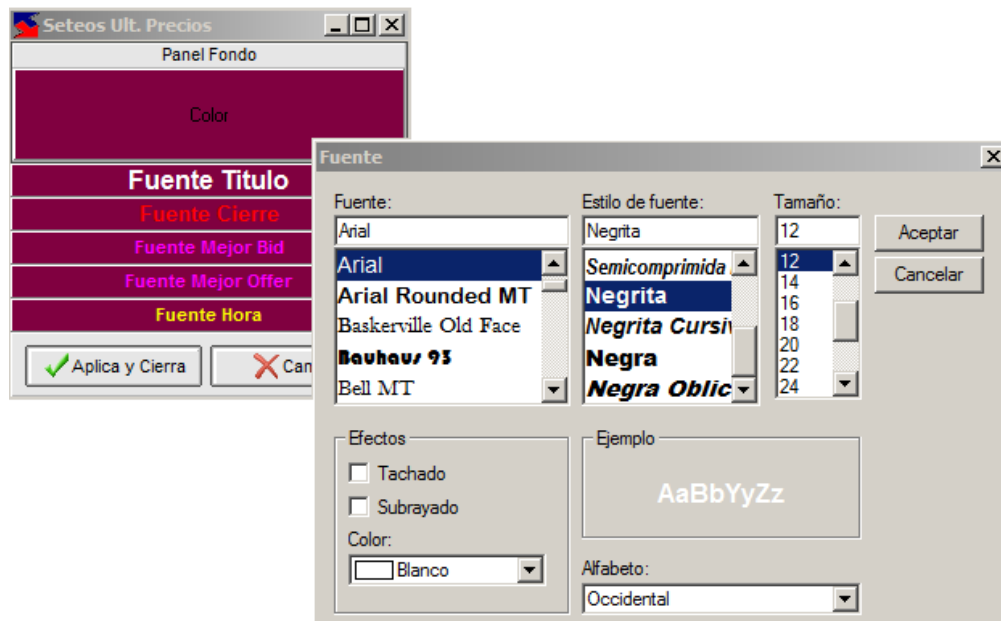 Seteos Ult. Precios
Panel Fondo
Color
Fuente Titulo
Fuente Cierre
Fuente Mejor Bid
Fuente Mejor Offer
Fuente Hora
Aplica y Cierra
Can
Fuente
Fuente:
Arial
Arial
Arial Rounded MT
Baskerville Old Face
Bauhaus 93
Bell MT
Estilo de fuente:
Negrita
Semicomprimida
Negrita
Negrita Cursiv
Negra
Negra Oblic
Tamaño:
12
12
14
16
18
20
22
24
Aceptar
Cancelar
Efectos
Tachado
Subrayado
Color:
Blanco
Ejemplo
AaBbYyZz
Alfabeto:
Occidental